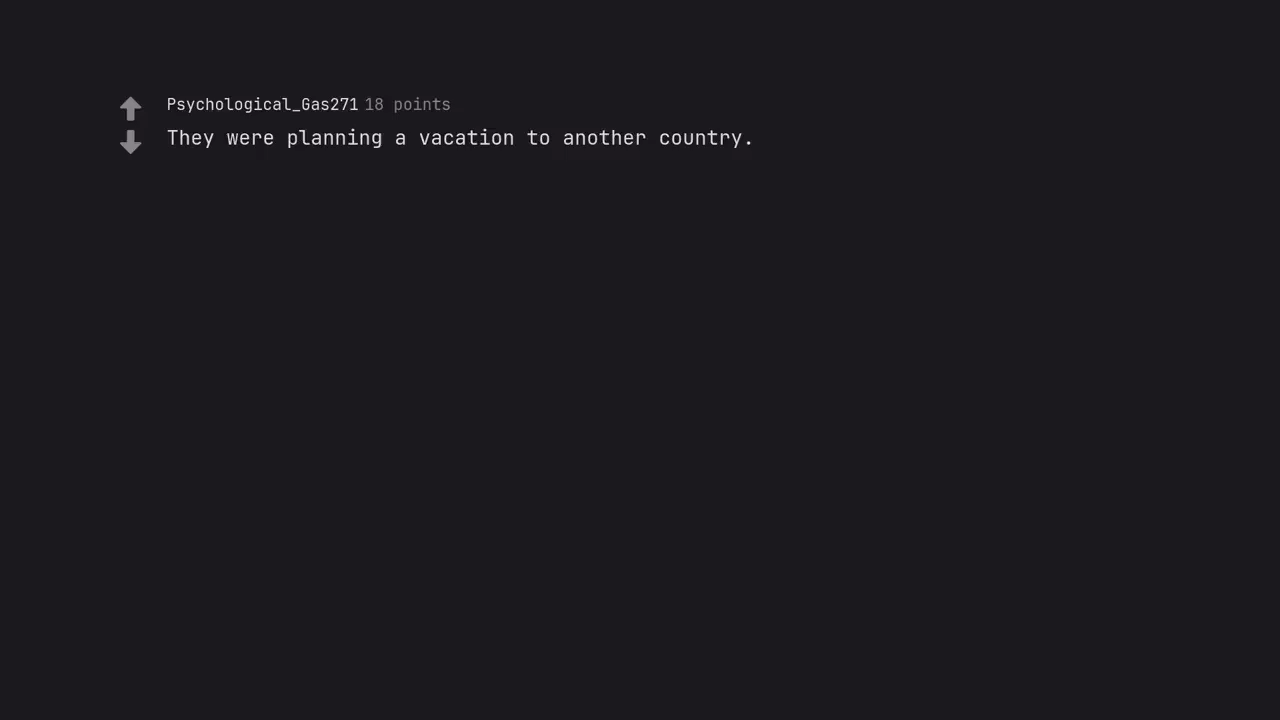 Psychological_Gas271 18 points
They were planning a vacation to another country.